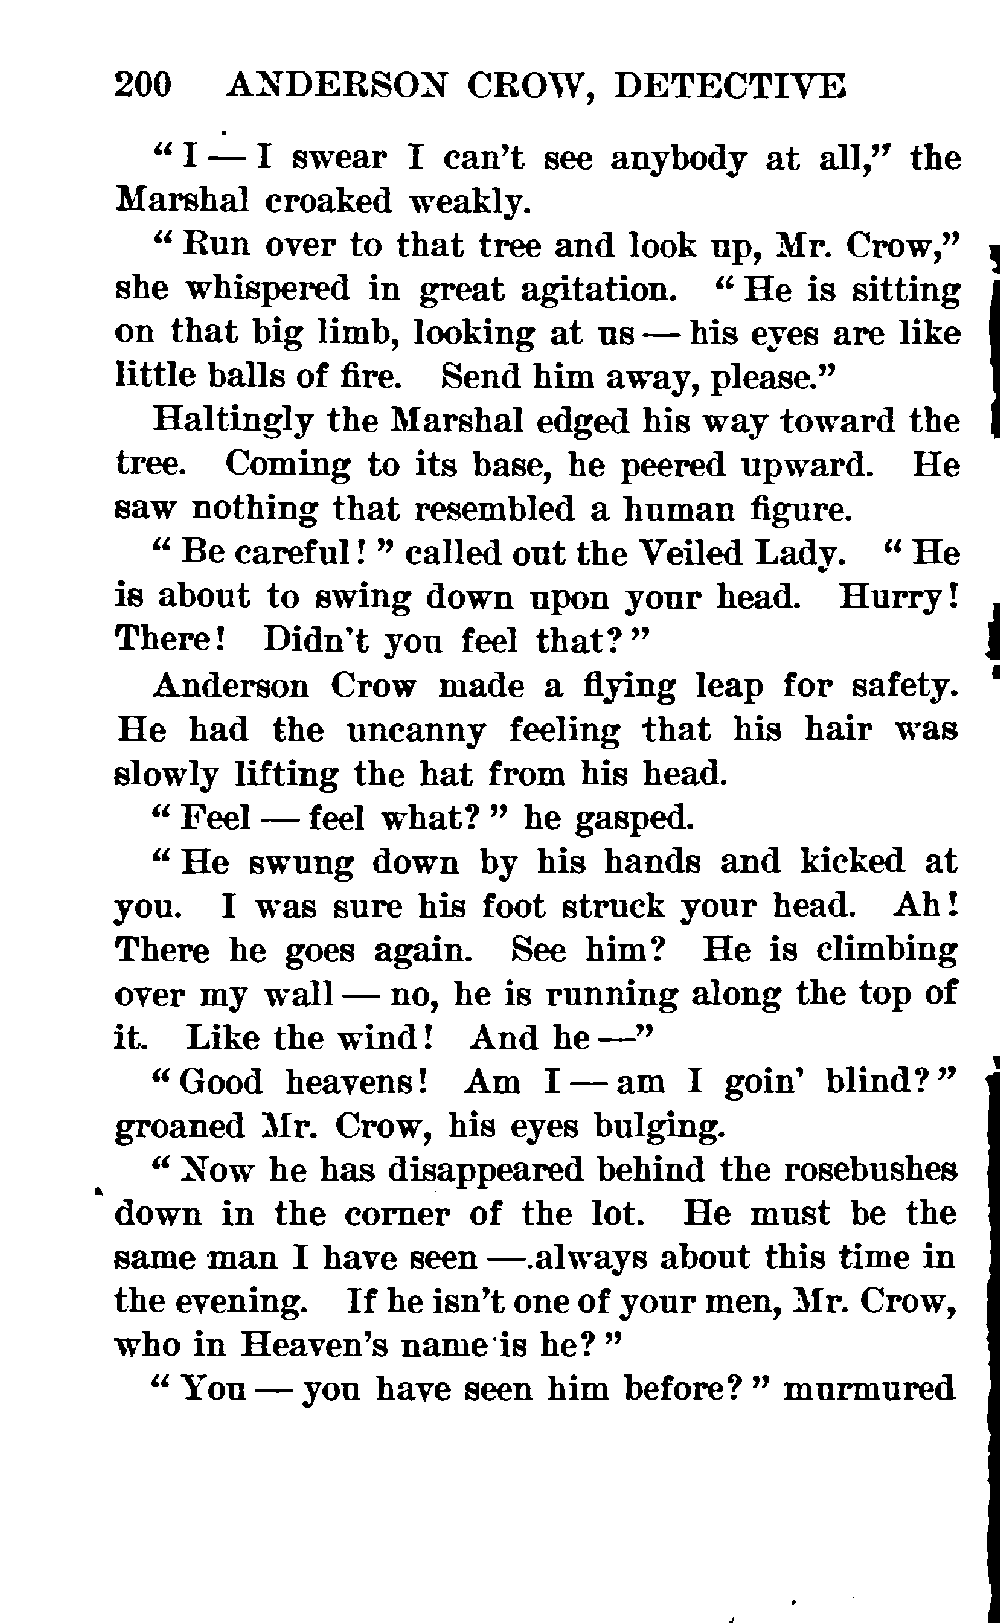 200 ANDERSON CROW, DETECTIVE
“ I — I swear I can’t see anybody at all,” the
Marshal croaked weakly.
“ Run over to that tree and look up, Mr. Crow,”
she whispered in great agitation. “ He is sitting
on that big limb, looking at us — his eyes are like
little balls of fire. Send him away, please.”
Haltingly the Marshal edged his way toward the
tree. Coming to its base, he peered upward. He
saw nothing that resembled a human figure.
“ Be careful! ” called out the Veiled Lady. “ He
is about to swing down upon your head. Hurry!
There! Didn’t you feel that? ”
Anderson Crow made a flying leap for safety.
He had the uncanny feeling that his hair was
slowly lifting the hat from his head.
“ Feel — feel what? ” he gasped.
“ He swung down by his hands and kicked at
you. I was sure his foot struck your head. Ah!
There he goes again. See him? He is climbing
over my wall — no, he is running along the top of
it. Like the wind! And he —”
“ Good heavens! Am I — am I goin’ blind? ”
groaned Mr. Crow, his eyes bulging.
“ Now he has disappeared behind the rosebushes
down in the corner of the lot. He must be the
same man I have seen — always about this time in
the evening. If he isn’t one of your men, Mr. Crow,
who in Heaven’s name is he? ”
“ You — you have seen him before? ” murmured